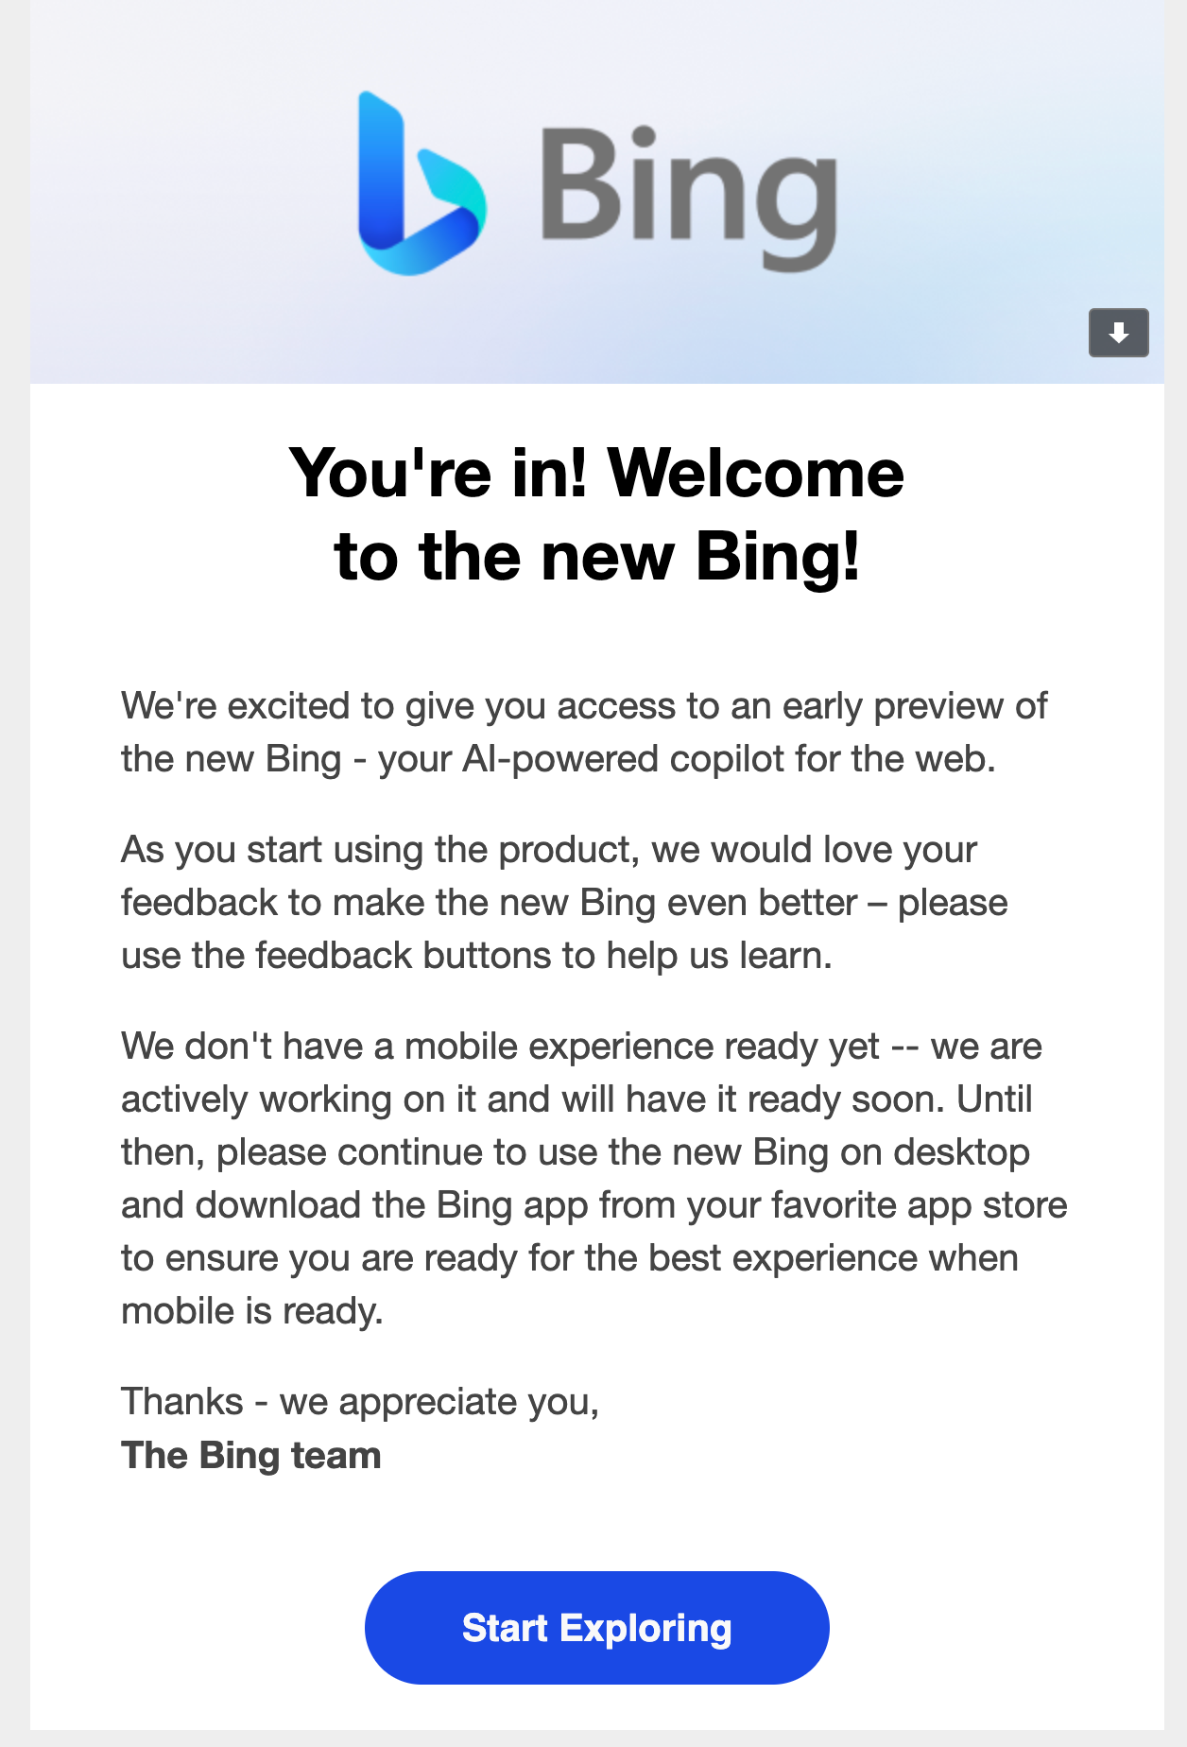 Bing
You're in! Welcome
to the new Bing!
We're excited to give you access to an early preview of
the new Bing - your AI-powered copilot for the web.
As you start using the product, we would love your
feedback to make the new Bing even better – please
use the feedback buttons to help us learn.
We don't have a mobile experience ready yet -- we are
actively working on it and will have it ready soon. Until
then, please continue to use the new Bing on desktop
and download the Bing app from your favorite app store
to ensure you are ready for the best experience when
mobile is ready.
Thanks - we appreciate you,
The Bing team
Start Exploring